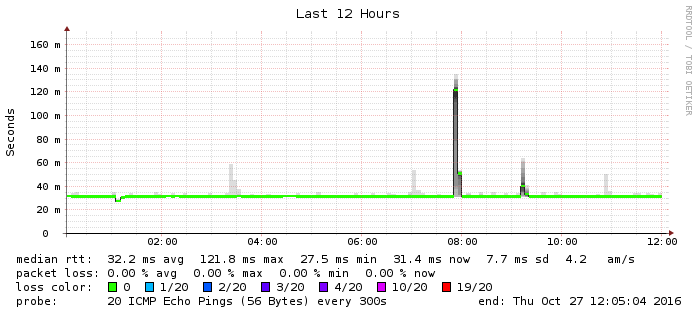 Last 12 Hours
RRDTOOL / TOBI OETIKER
Seconds
160 m
140 m
120 m
100 m
80 m
60 m
40 m
20 m
0
02:00 04:00 06:00 08:00 10:00 12:00
median rtt: 32.2 ms avg 121.8 ms max 27.5 ms min 31.4 ms now 7.7 ms sd 4.2 am/s
packet loss: 0.00 % avg 0.00 % max 0.00 % min 0.00 % now
loss color: 0 1/20 2/20 3/20 4/20 10/20 19/20
probe: 20 ICMP Echo Pings (56 Bytes) every 300s end: Thu Oct 27 12:05:04 2016